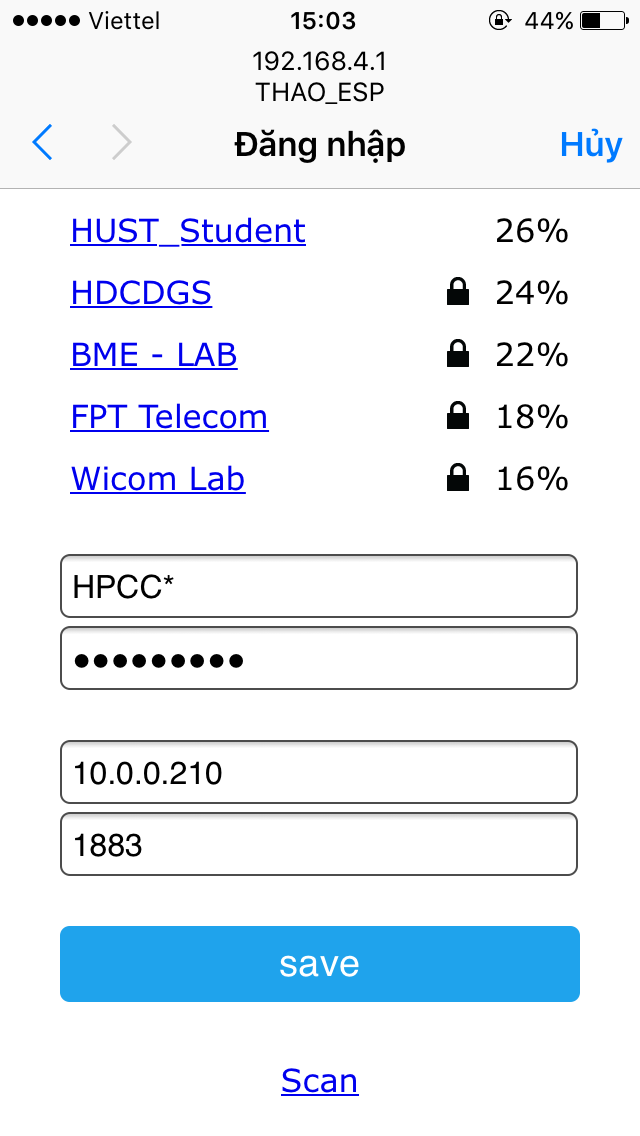 Viettel 15:03 44%
192.168.4.1
THAO_ESP
Đăng nhập Hủy
HUST_Student 26%
HDCDGS 24%
BME - LAB 22%
FPT Telecom 18%
Wicom Lab 16%
HPCC*
●●●●●●●●●
10.0.0.210
1883
save
Scan